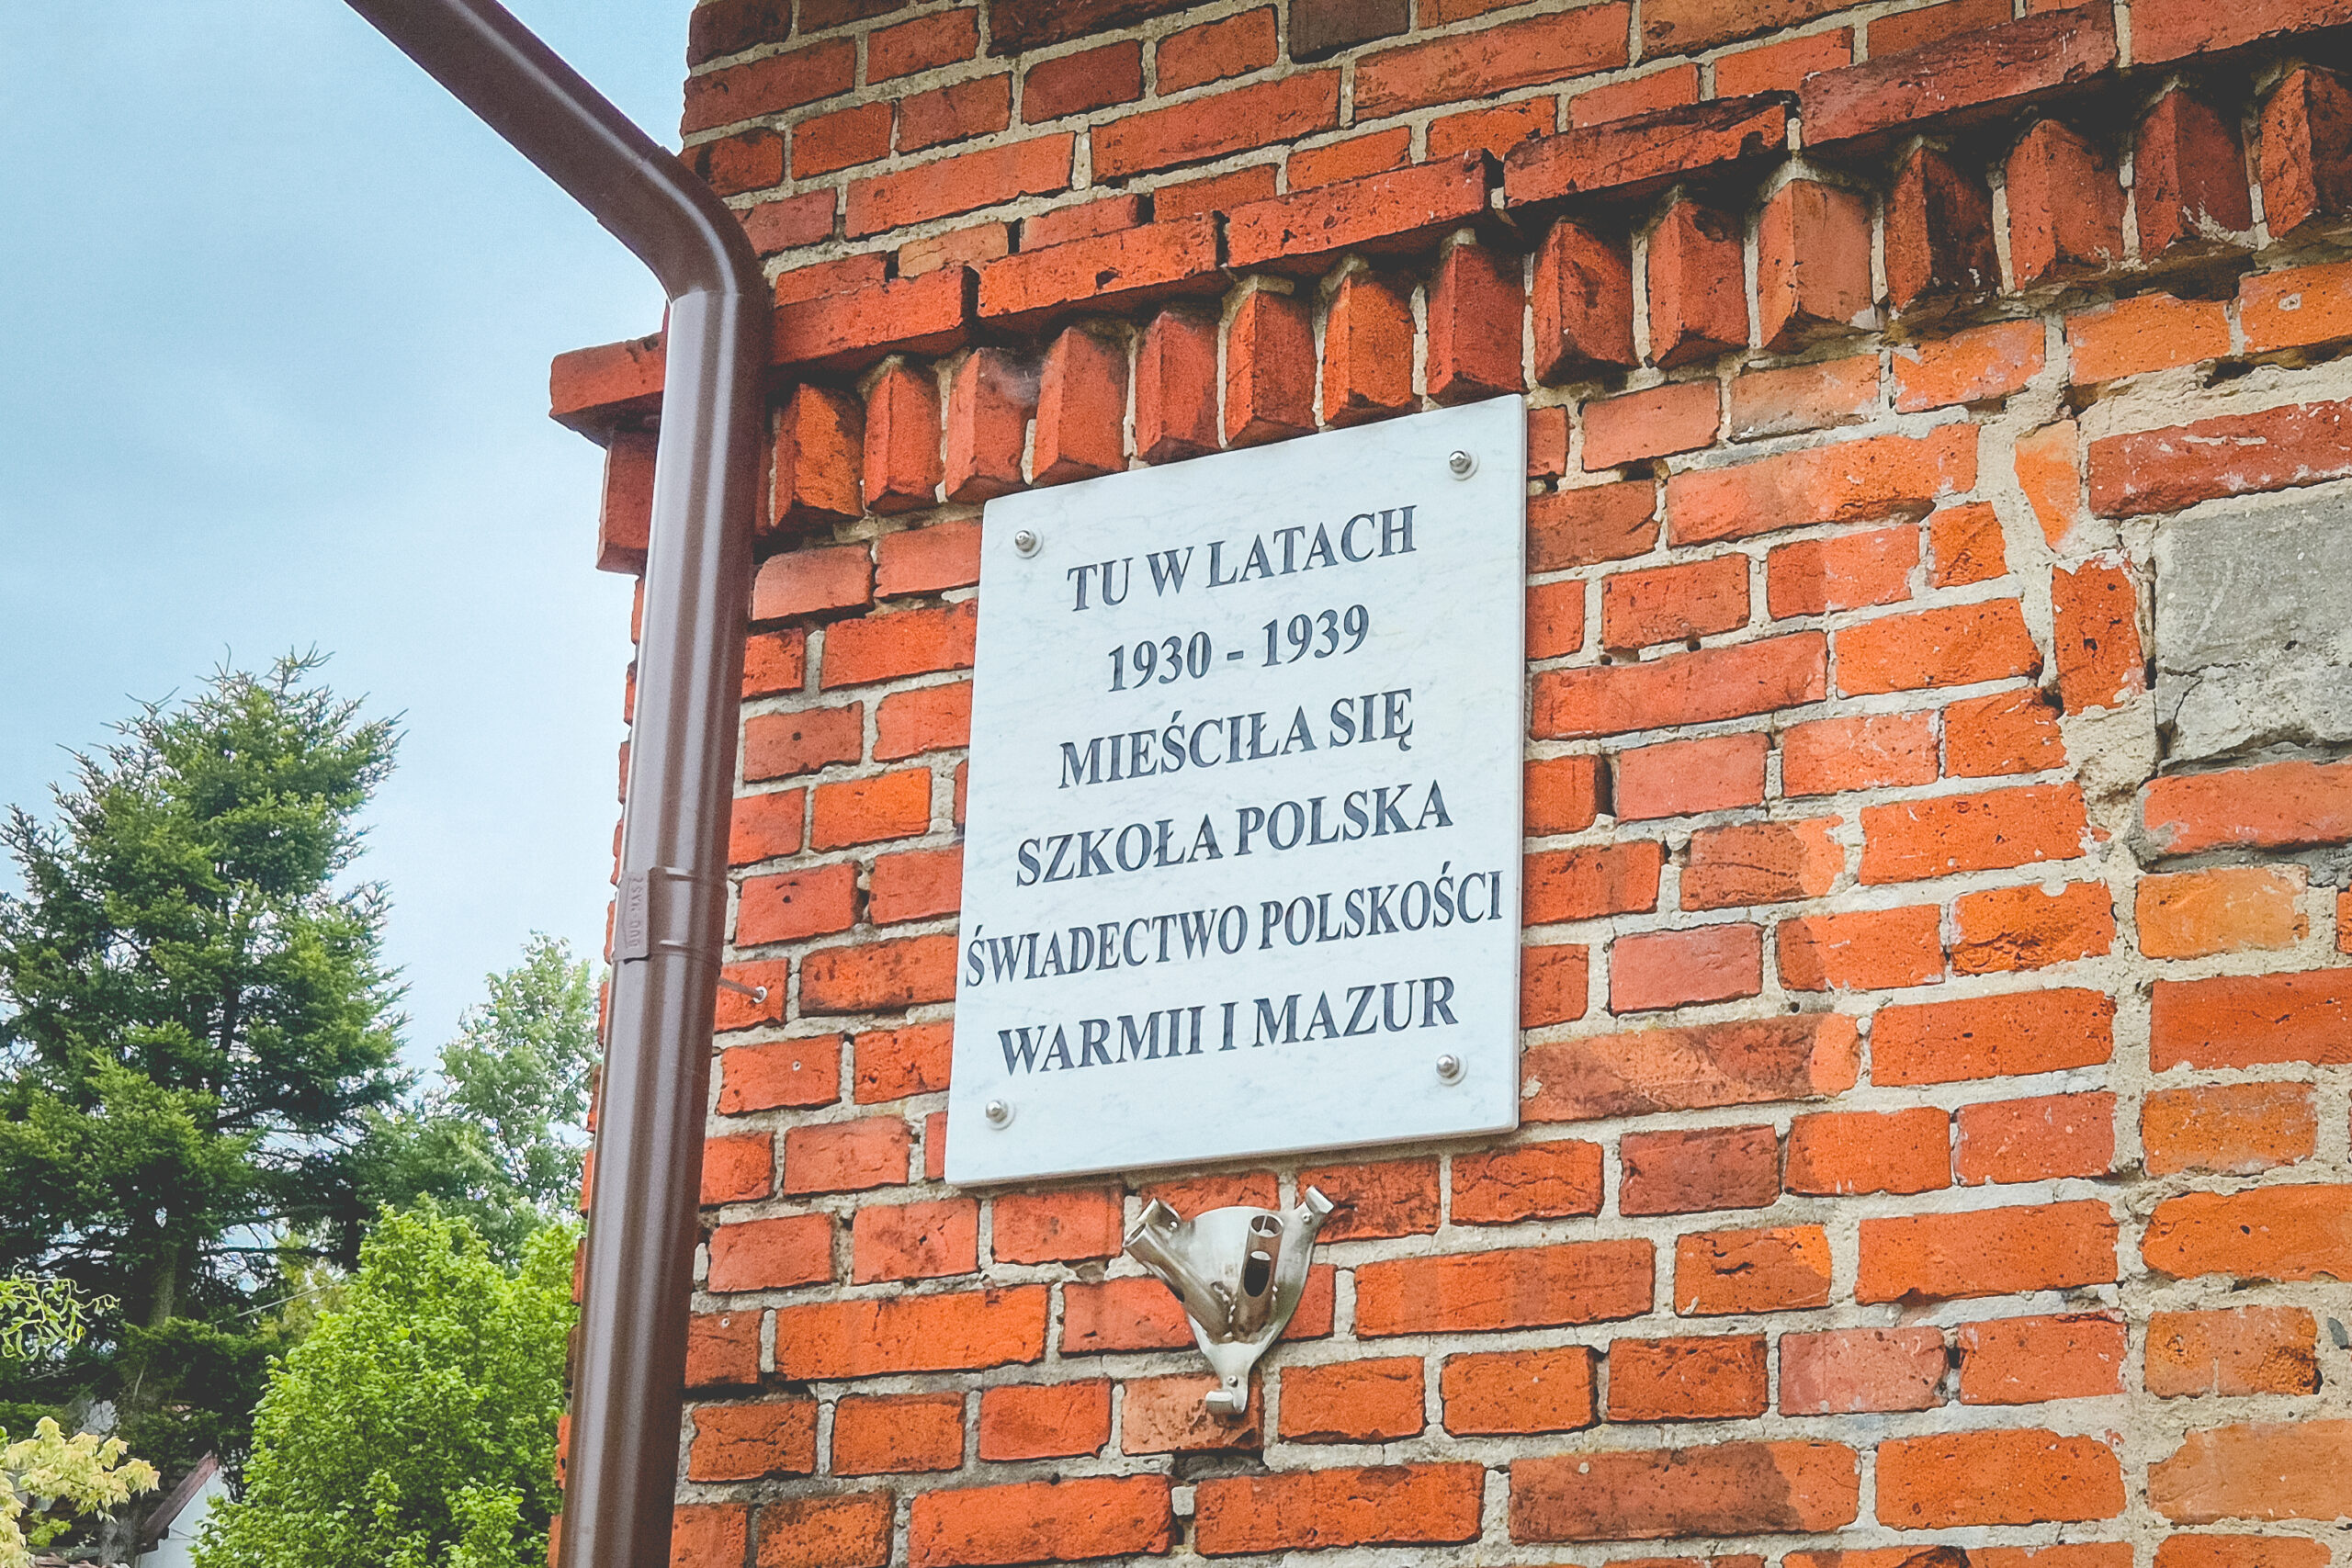 TU W LATACH
1930 - 1939
MIEŚCIŁA SIĘ
SZKOŁA POLSKA
ŚWIADECTWO POLSKOŚCI
WARMII I MAZUR